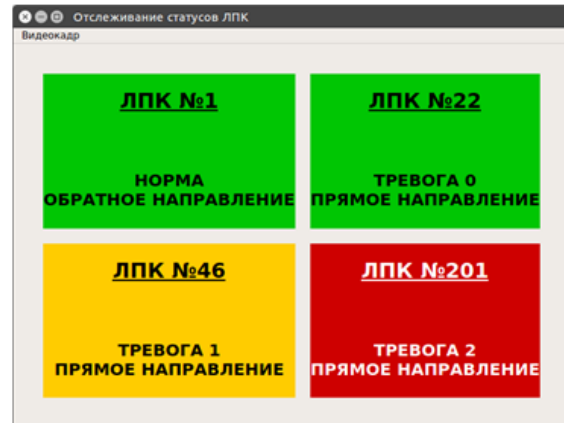 Отслеживание статусов ЛПК
Видеокадр
ЛПК №1
НОРМА
ОБРАТНОЕ НАПРАВЛЕНИЕ
ЛПК №22
ТРЕВОГА 0
ПРЯМОЕ НАПРАВЛЕНИЕ
ЛПК №46
ТРЕВОГА 1
ПРЯМОЕ НАПРАВЛЕНИЕ
ЛПК №201
ТРЕВОГА 2
ПРЯМОЕ НАПРАВЛЕНИЕ